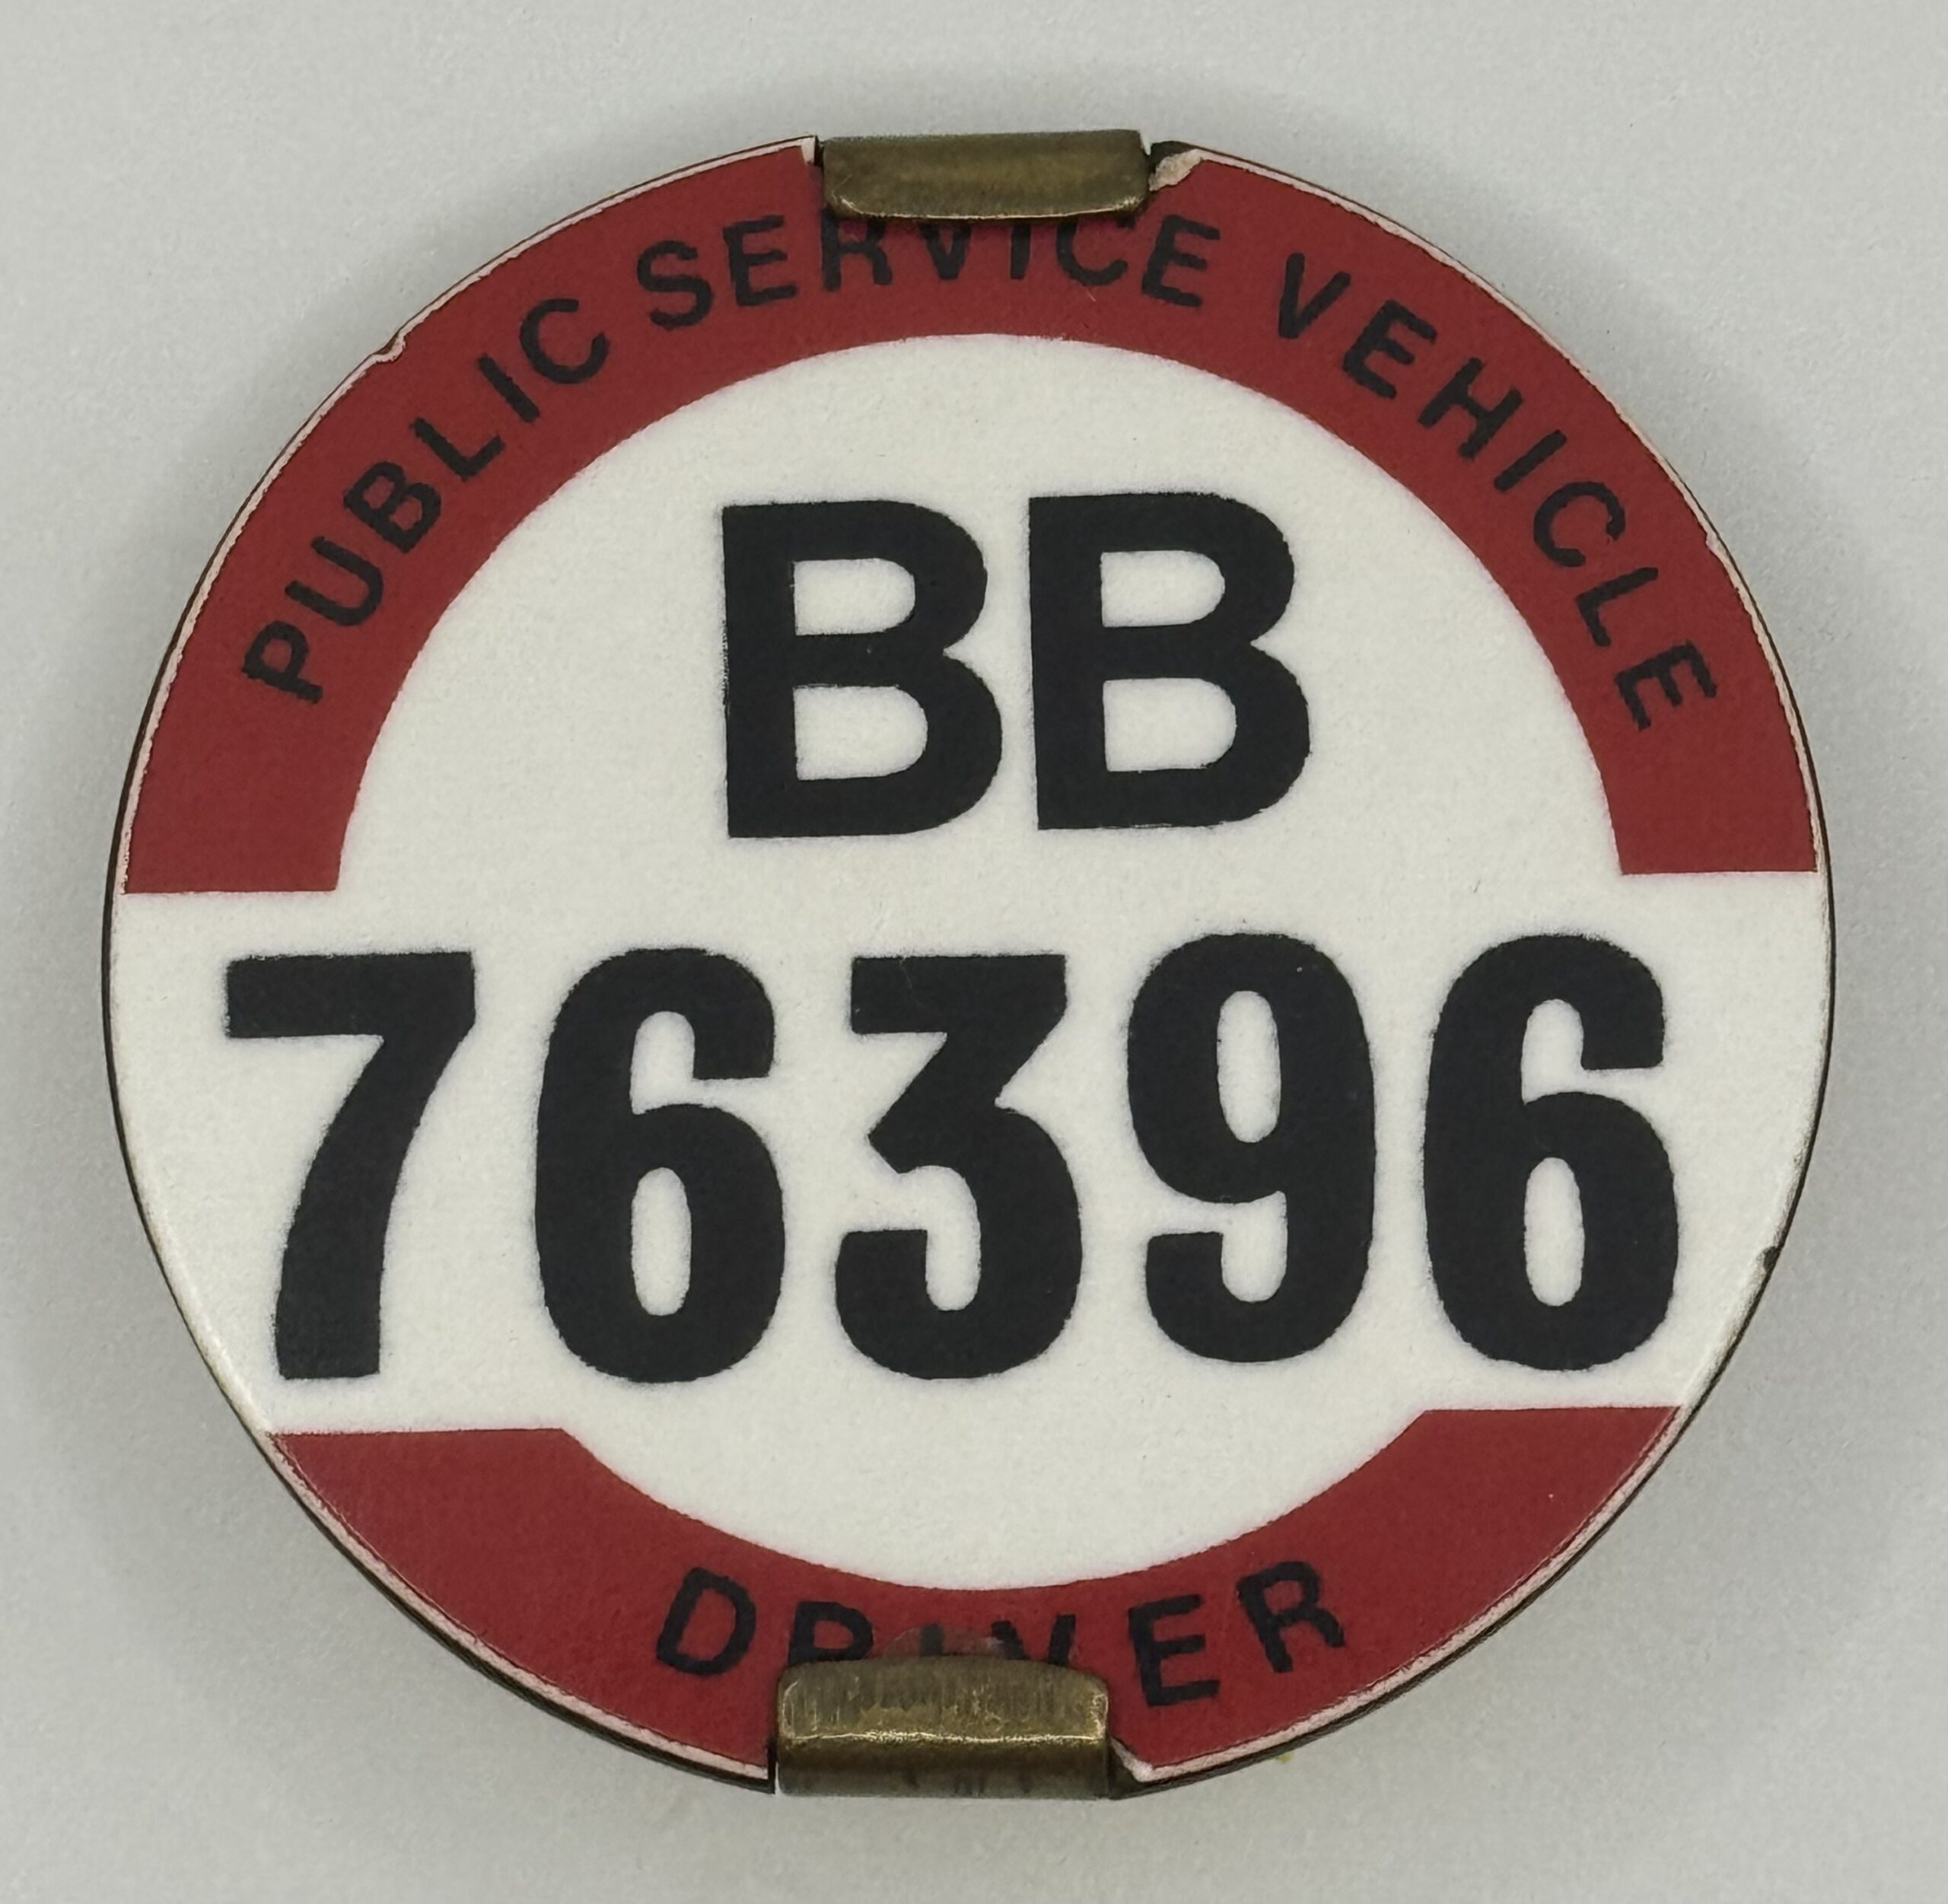 PUBLIC SERVICE VEHICLE
BB
76396
DRIVER